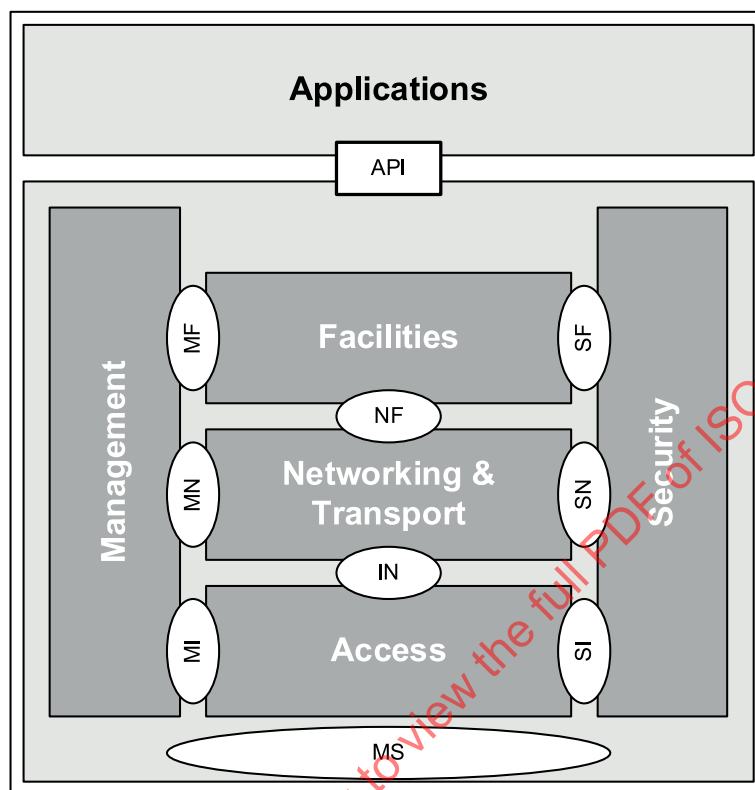 Applications
API
Management
MF
Facilities
SF
Security
NF
MN
Networking &
Transport
SN
IN
MI
Access
SI
MS
to view the full PDF of ISO